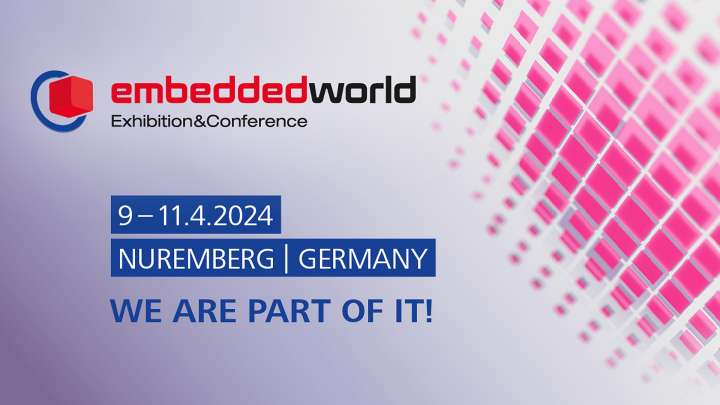 embeddedworld
Exhibition&Conference
9 – 11.4.2024
NUREMBERG | GERMANY
WE ARE PART OF IT!